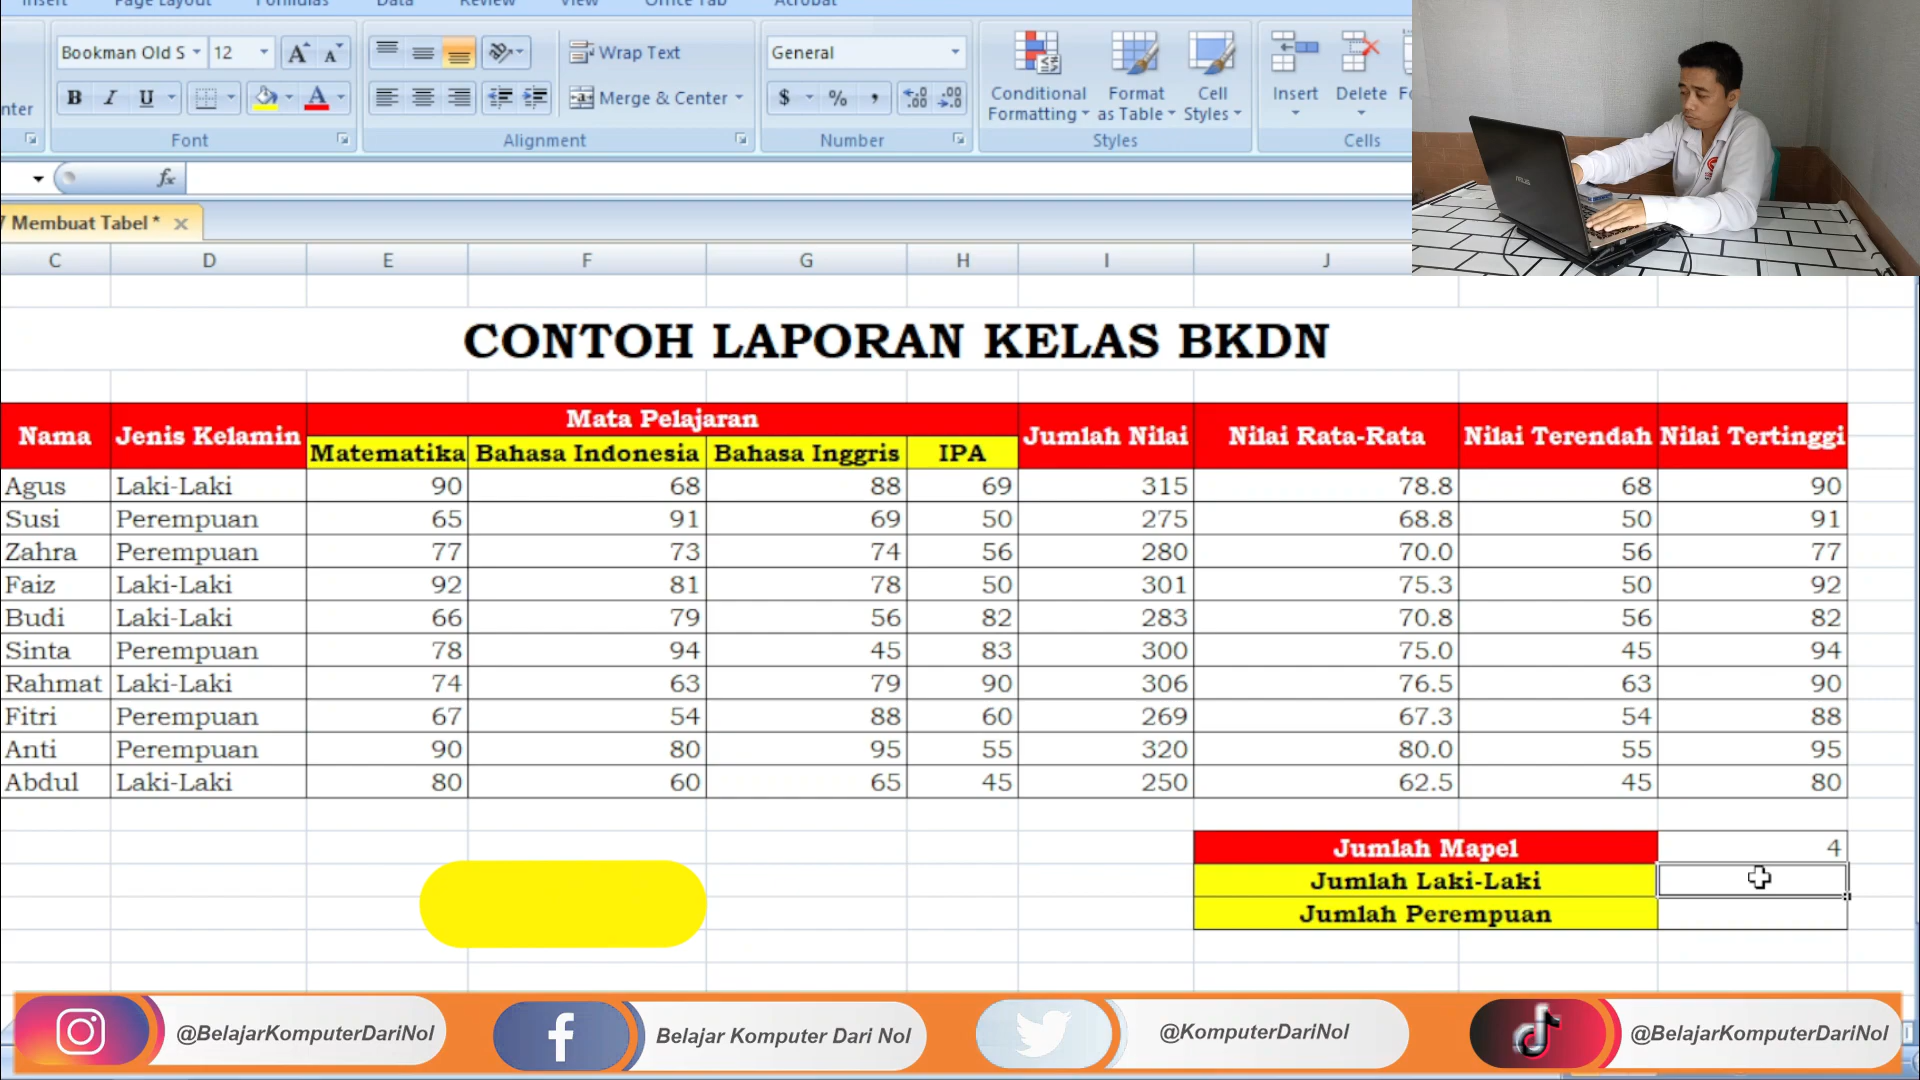 Insert Page Layout Formulas Data Review View Office Tab Acrobat
Bookman Old S 12 A A Wrap Text General
nter B I U A Merge & Center $ % , Conditional Formatting Format as Table Cell Styles Insert Delete
Font Alignment Number Styles Cells
fx
7 Membuat Tabel *
C D E F G H I J
CONTOH LAPORAN KELAS BKDN
Nama Jenis Kelamin Mata Pelajaran Jumlah Nilai Nilai Rata-Rata Nilai Terendah Nilai Tertinggi
Matematika Bahasa Indonesia Bahasa Inggris IPA
Agus Laki-Laki 90 68 88 69 315 78.8 68 90
Susi Perempuan 65 91 69 50 275 68.8 50 91
Zahra Perempuan 77 73 74 56 280 70.0 56 77
Faiz Laki-Laki 92 81 78 50 301 75.3 50 92
Budi Laki-Laki 66 79 56 82 283 70.8 56 82
Sinta Perempuan 78 94 45 83 300 75.0 45 94
Rahmat Laki-Laki 74 63 79 90 306 76.5 63 90
Fitri Perempuan 67 54 88 60 269 67.3 54 88
Anti Perempuan 90 80 95 55 320 80.0 55 95
Abdul Laki-Laki 80 60 65 45 250 62.5 45 80
Jumlah Mapel 4
Jumlah Laki-Laki
Jumlah Perempuan
@BelajarKomputerDariNol Belajar Komputer Dari Nol @KomputerDariNol @BelajarKomputerDariNol